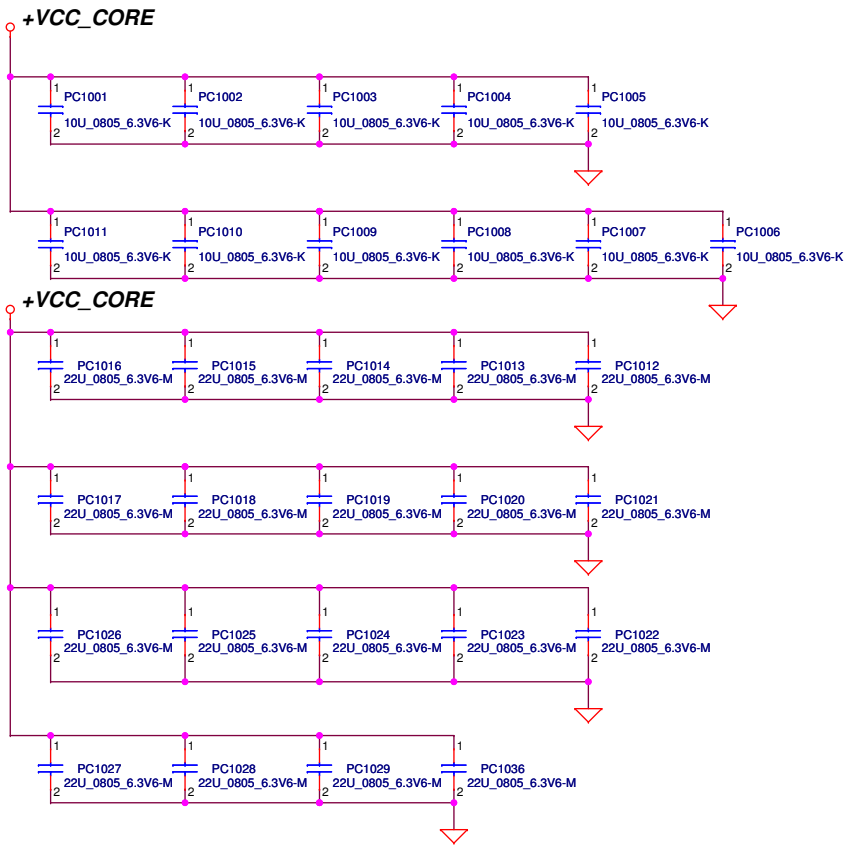 +VCC_CORE
1 1 1 1 1
PC1001 PC1002 PC1003 PC1004 PC1005
10U_0805_6.3V6-K 10U_0805_6.3V6-K 10U_0805_6.3V6-K 10U_0805_6.3V6-K 10U_0805_6.3V6-K
2 2 2 2 2
1 1 1 1 1 1
PC1011 PC1010 PC1009 PC1008 PC1007 PC1006
10U_0805_6.3V6-K 10U_0805_6.3V6-K 10U_0805_6.3V6-K 10U_0805_6.3V6-K 10U_0805_6.3V6-K 10U_0805_6.3V6-K
2 2 2 2 2 2
+VCC_CORE
1 1 1 1 1
PC1016 PC1015 PC1014 PC1013 PC1012
22U_0805_6.3V6-M 22U_0805_6.3V6-M 22U_0805_6.3V6-M 22U_0805_6.3V6-M 22U_0805_6.3V6-M
2 2 2 2 2
1 1 1 1 1
PC1017 PC1018 PC1019 PC1020 PC1021
22U_0805_6.3V6-M 22U_0805_6.3V6-M 22U_0805_6.3V6-M 22U_0805_6.3V6-M 22U_0805_6.3V6-M
2 2 2 2 2
1 1 1 1 1
PC1026 PC1025 PC1024 PC1023 PC1022
22U_0805_6.3V6-M 22U_0805_6.3V6-M 22U_0805_6.3V6-M 22U_0805_6.3V6-M 22U_0805_6.3V6-M
2 2 2 2 2
1 1 1 1
PC1027 PC1028 PC1029 PC1036
22U_0805_6.3V6-M 22U_0805_6.3V6-M 22U_0805_6.3V6-M 22U_0805_6.3V6-M
2 2 2 2